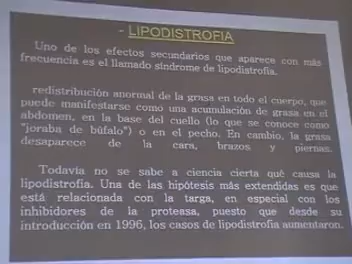 - LIPODISTROFIA
Uno de los efectos secundarios que aparece con más
frecuencia es el llamado síndrome de lipodistrofia.
redistribución anormal de la grasa en todo el cuerpo, que
puede manifestarse como una acumulación de grasa en el
abdomen, en la base del cuello (lo que se conoce como
"joraba de búfalo") o en el pecho. En cambio, la grasa
desaparece de la cara, brazos y piernas.
Todavía no se sabe a ciencia cierta qué causa la
lipodistrofia. Una de las hipótesis más extendidas es que
está relacionada con la targa, en especial con los
inhibidores de la proteasa, puesto que desde su
introducción en 1996, los casos de lipodistrofia aumentaron.